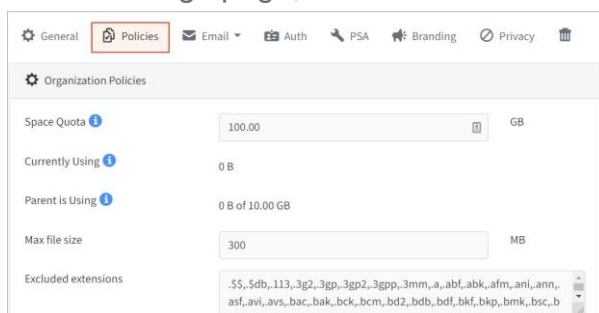 General Policies Email Auth PSA Branding Privacy
Organization Policies
Space Quota 100.00 GB
Currently Using 0 B
Parent is Using 0 B of 10.00 GB
Max file size 300 MB
Excluded extensions .$$,.$db,.113,.3g2,.3gp,.3gp2,.3gpp,.3mm,.a,.abf,.abk,.afm,.ani,.ann,.
asf,.avi,.avs,.bac,.bak,.bck,.bcm,.bd2,.bdb,.bdf,.bkf,.bkp,.bmk,.bsc,.b